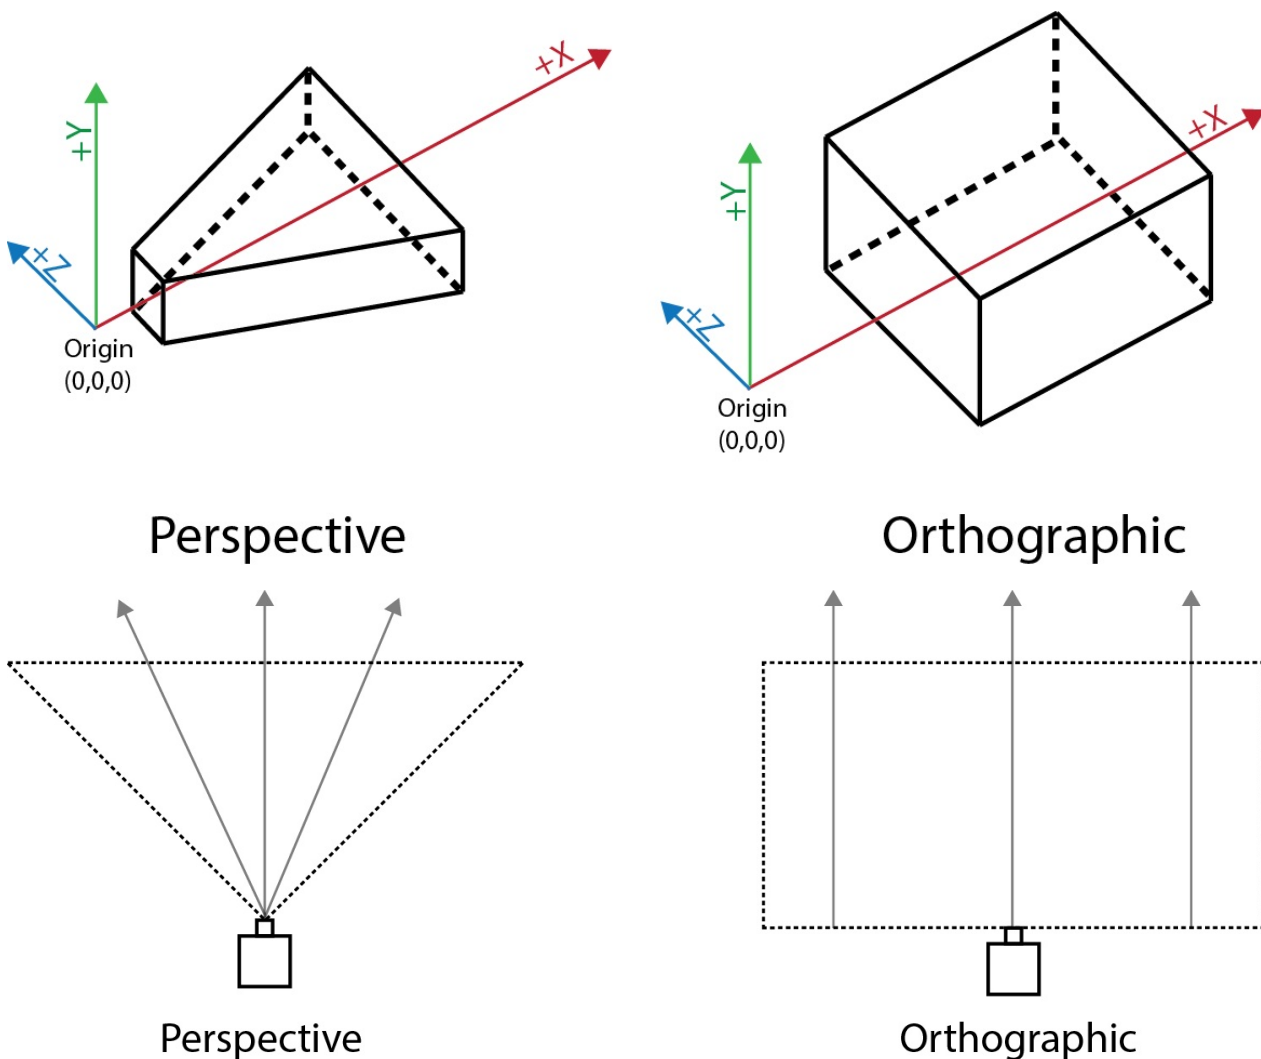 +X
+Y
+Z
Origin
(0,0,0)
+X
+Y
+Z
Origin
(0,0,0)
Perspective
Orthographic
Perspective
Orthographic